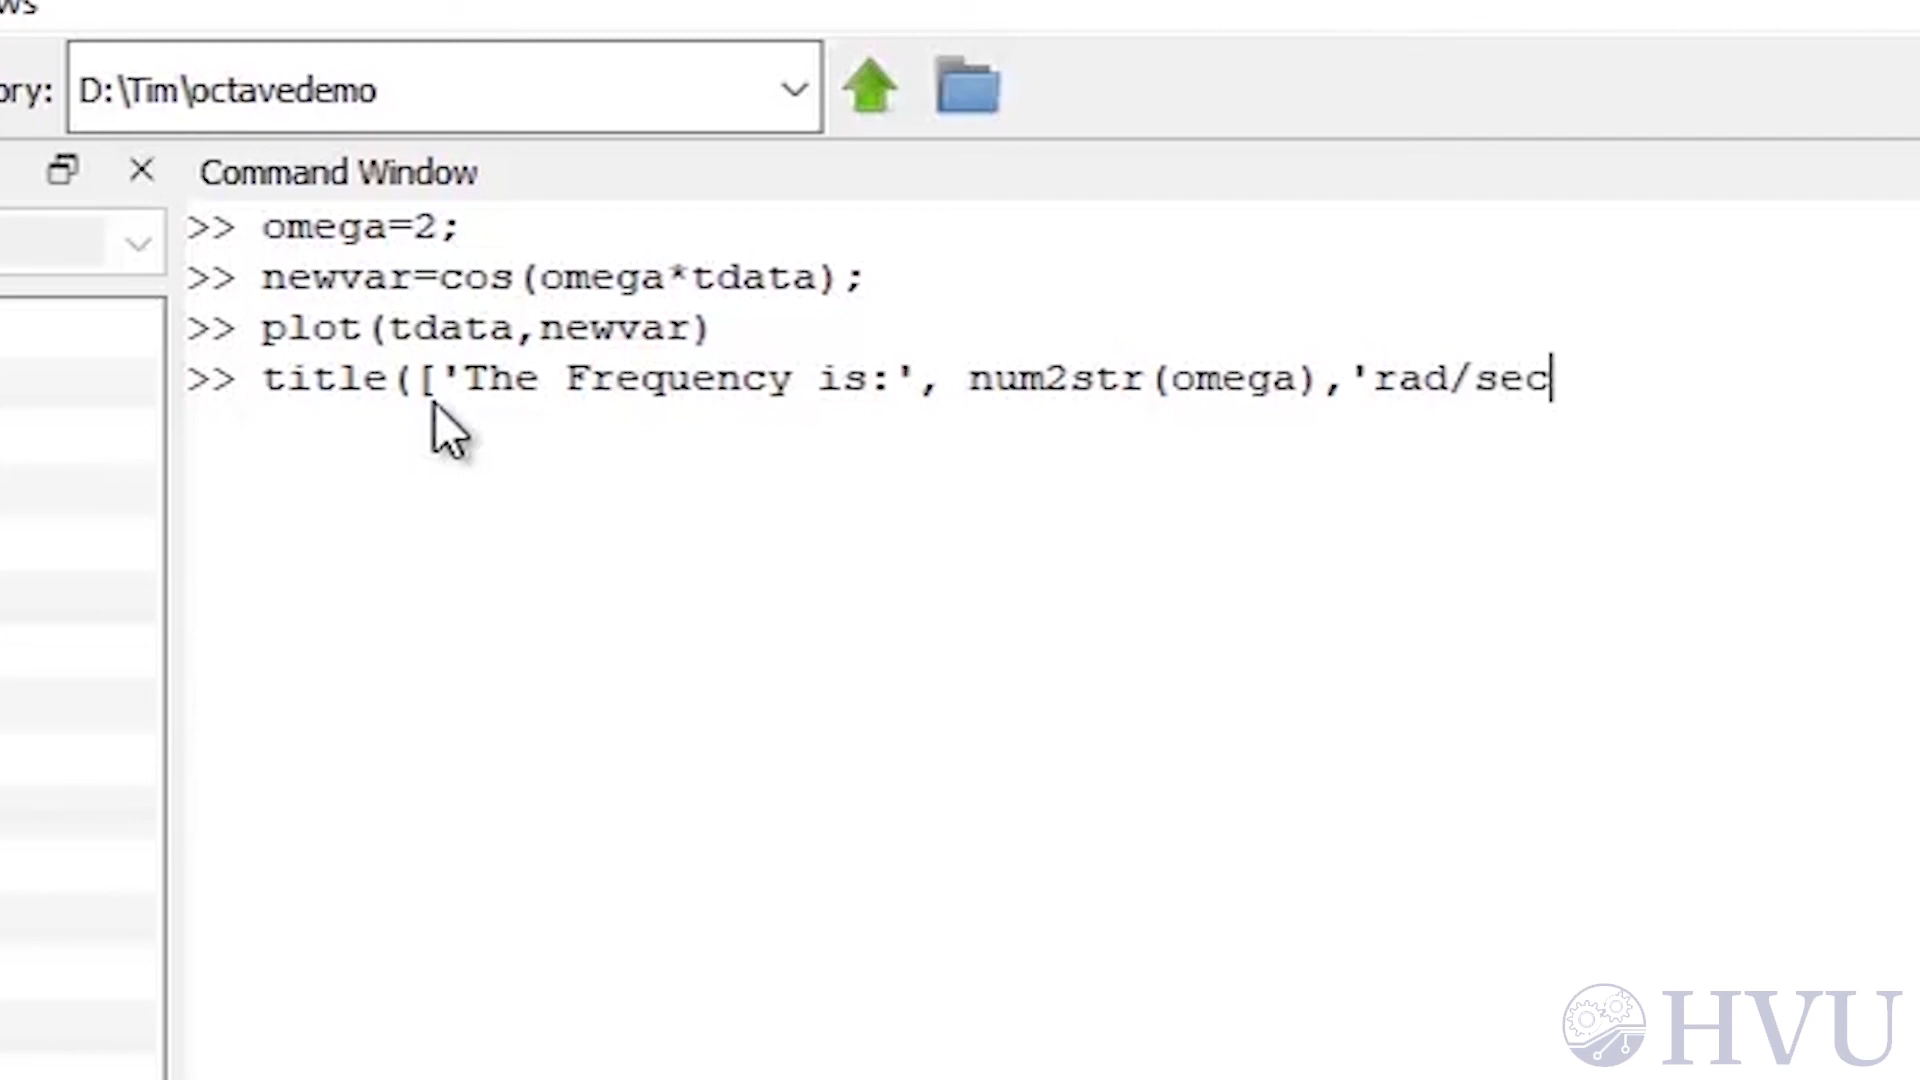 ws
ory: D:\Tim\octavedemo
Command Window
>> omega=2;
>> newvar=cos(omega*tdata);
>> plot(tdata,newvar)
>> title(['The Frequency is:', num2str(omega),'rad/sec
HVU